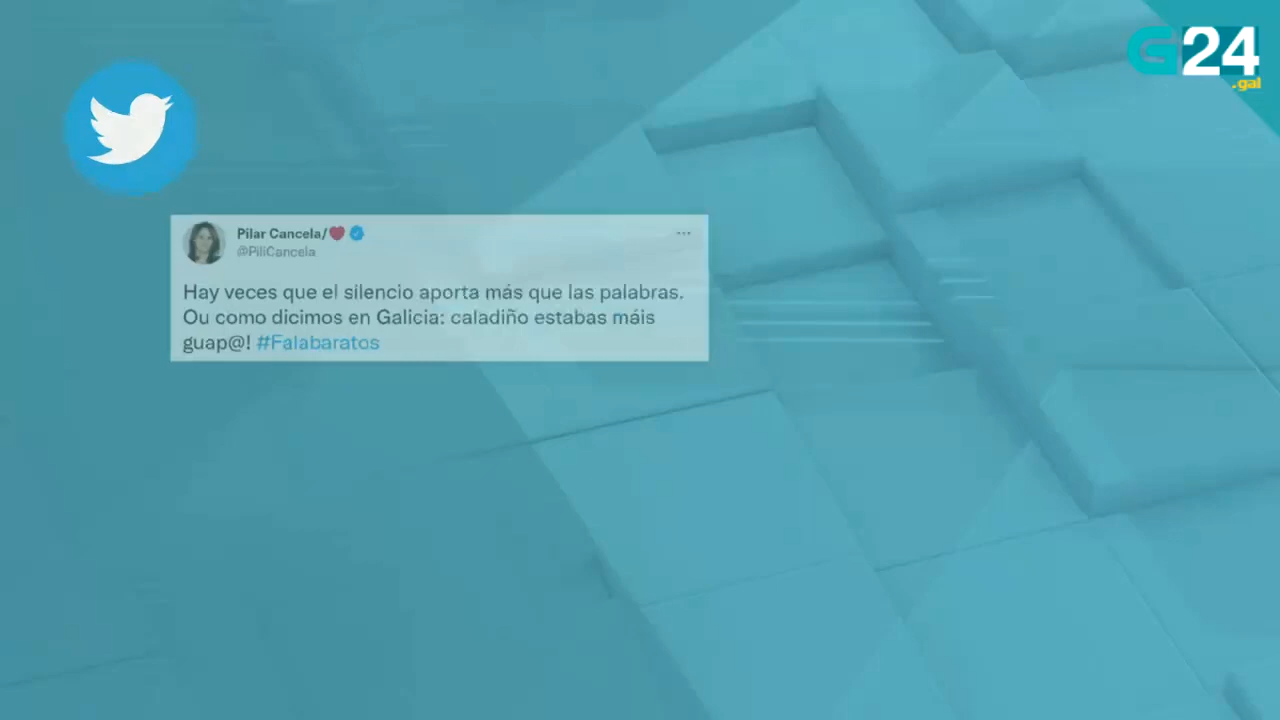 G24
.gal
Pilar Cancela/❤️
@PiliCancela
Hay veces que el silencio aporta más que las palabras.
Ou como dicimos en Galicia: caladiño estabas máis
guap@! #Falabaratos